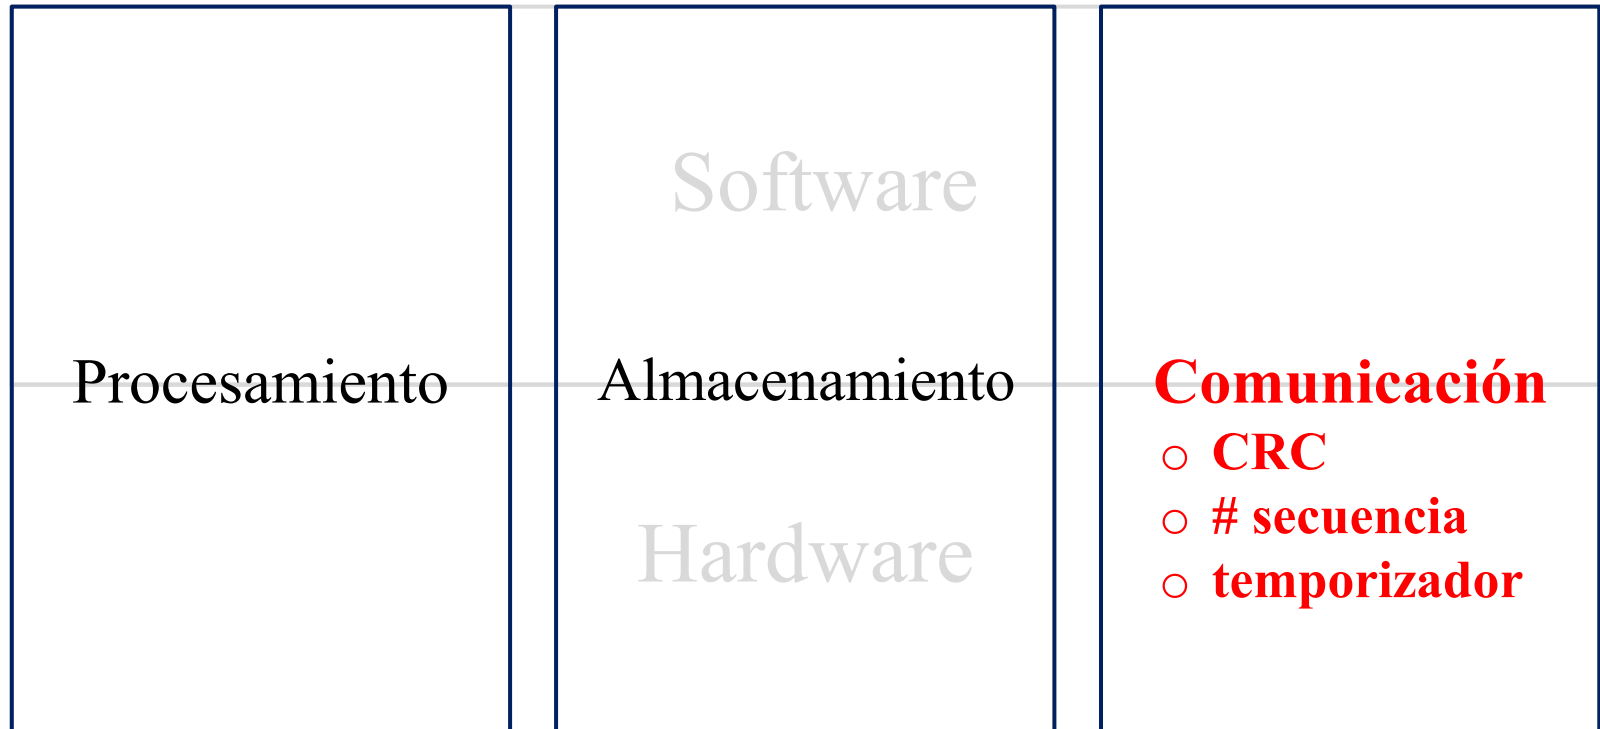 Software
Procesamiento
Almacenamiento
Comunicación
○ CRC
○ # secuencia
○ temporizador
Hardware